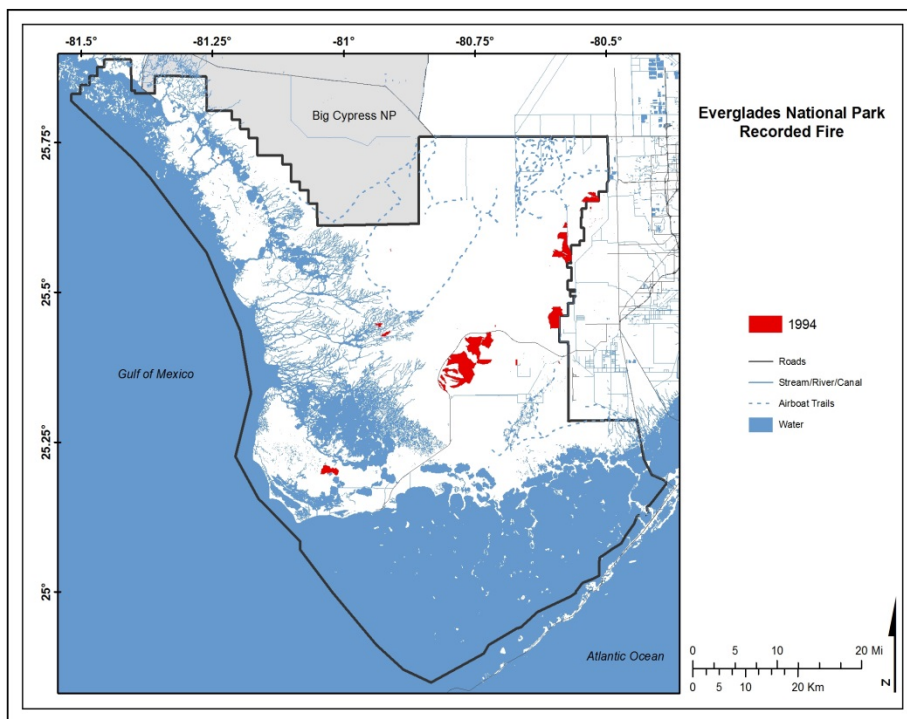 -81.5 -81.25 -81 -80.75 -80.5
25.75°
25.5°
25.25°
25°
Big Cypress NP
Gulf of Mexico
Atlantic Ocean
Everglades National Park
Recorded Fire
1994
Roads
Stream/River/Canal
Airboat Trails
Water
0 5 10 20 Mi
0 5 10 20 Km
N